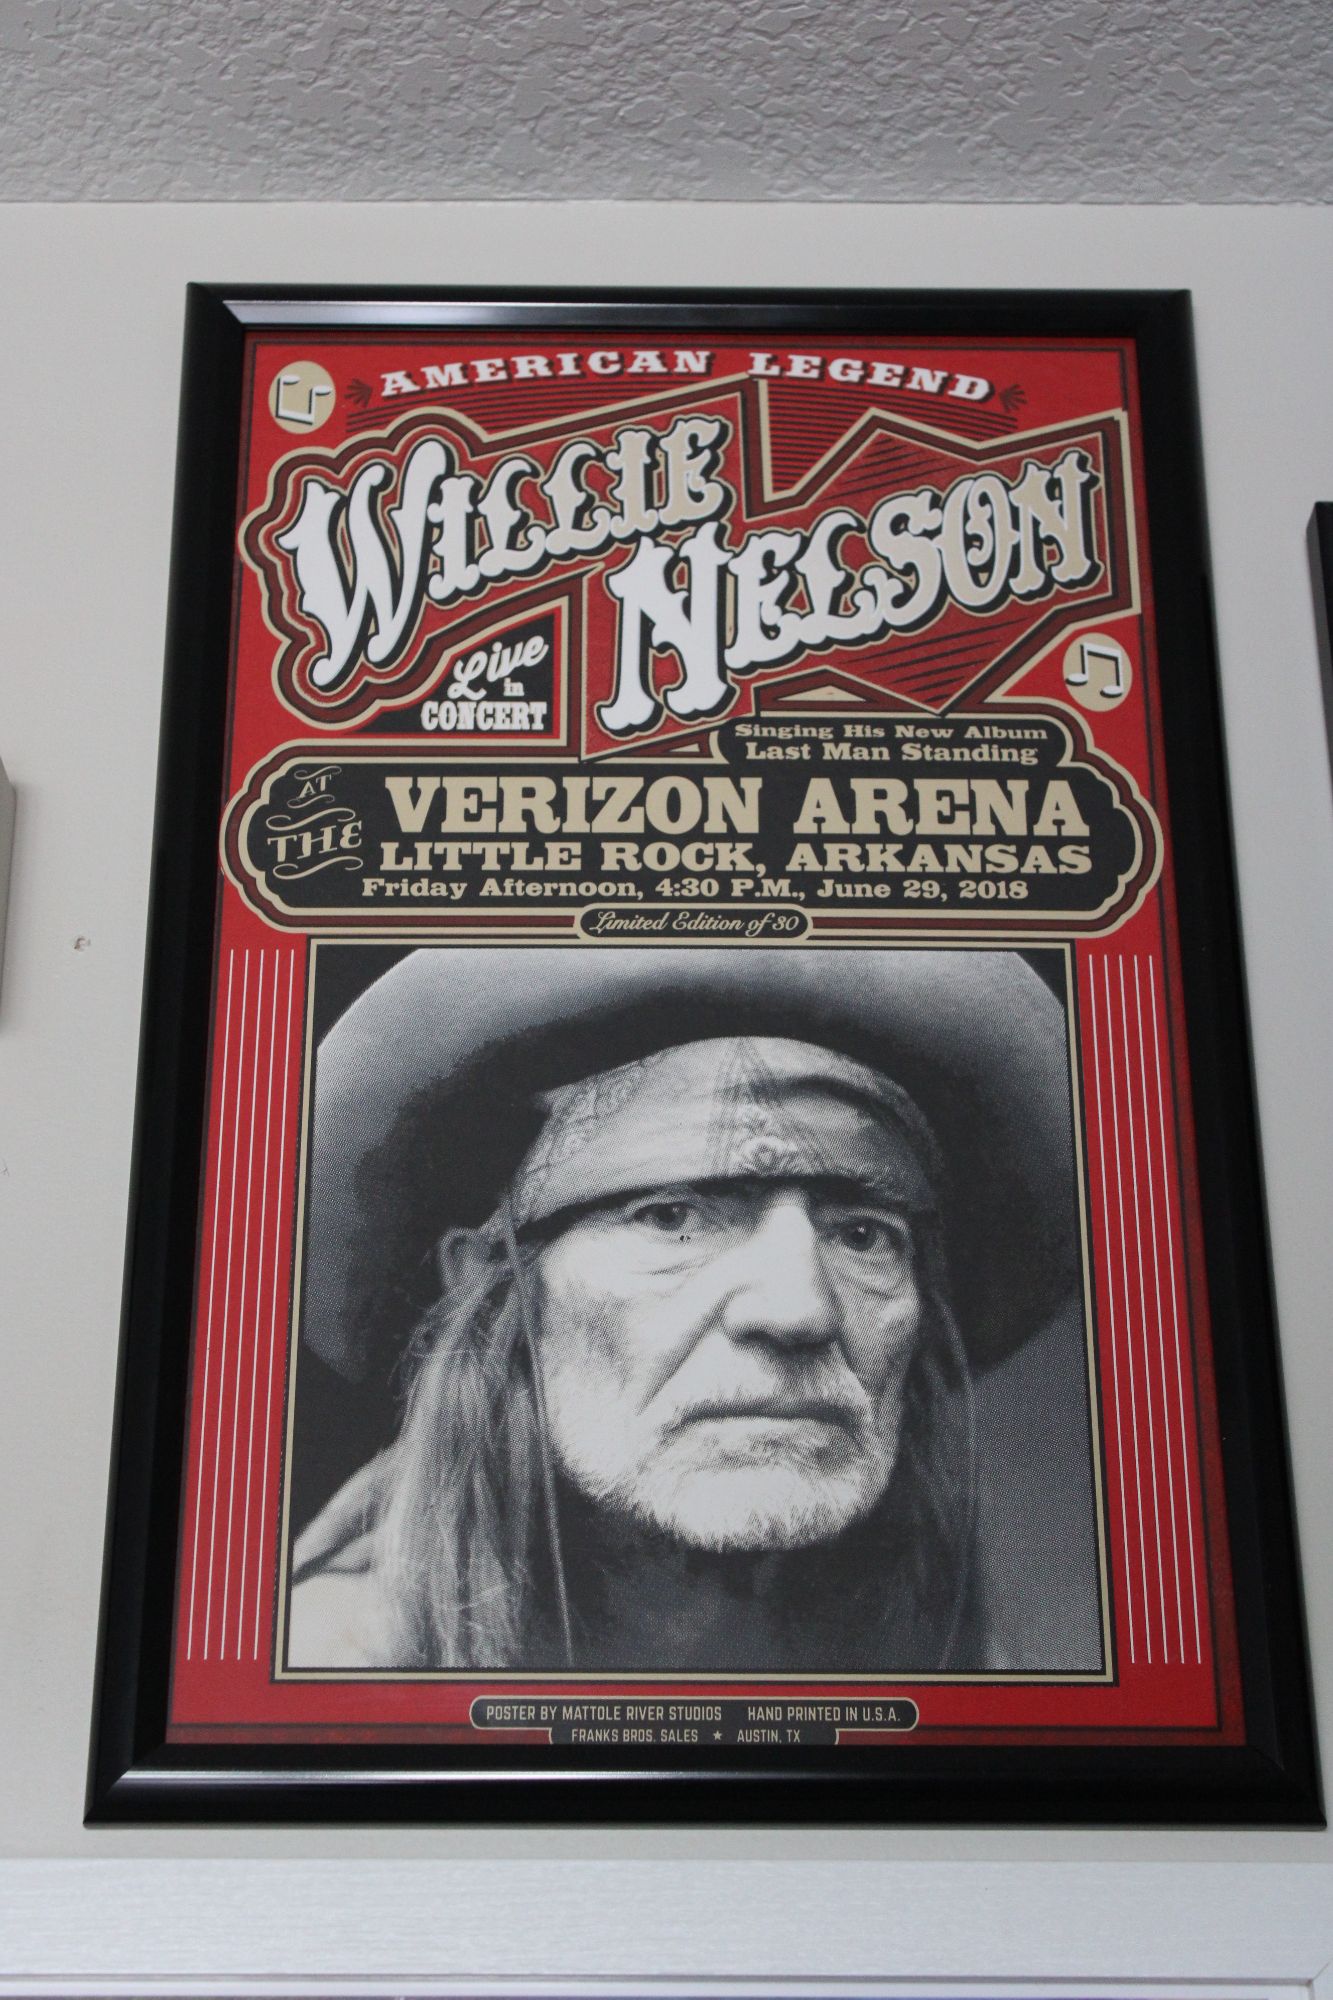 AMERICAN LEGEND
WILLIE
NELSON
Live
in
CONCERT
Singing His New Album
Last Man Standing
AT
THE
VERIZON ARENA
LITTLE ROCK, ARKANSAS
Friday Afternoon, 4:30 P.M., June 29, 2018
Limited Edition of 30
POSTER BY MATTOLE RIVER STUDIOS HAND PRINTED IN U.S.A.
FRANKS BROS. SALES ★ AUSTIN, TX